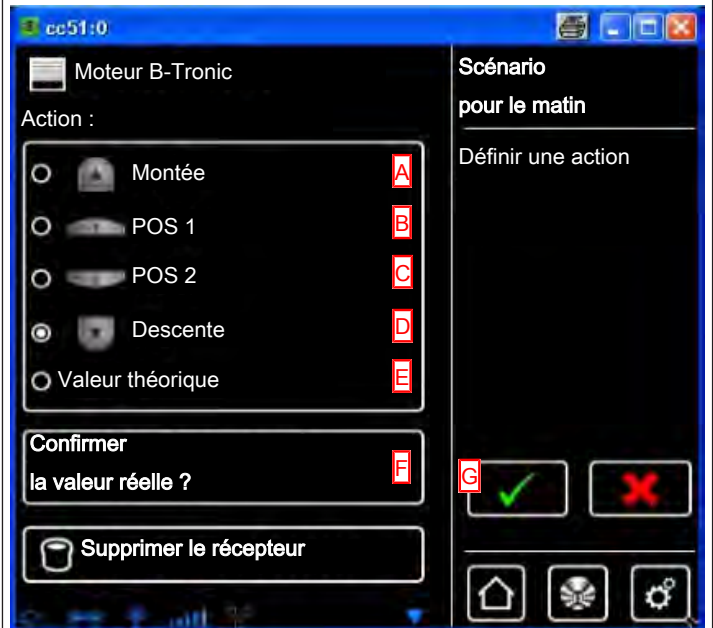 cc51:0
Moteur B-Tronic
Action :
Montée A
POS 1 B
POS 2 C
Descente D
Valeur théorique E
Confirmer
la valeur réelle ? F
Supprimer le récepteur
Scénario
pour le matin
Définir une action
G